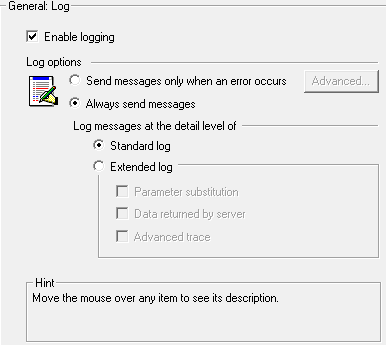 General: Log
Enable logging
Log options
Send messages only when an error occurs
Advanced...
Always send messages
Log messages at the detail level of
Standard log
Extended log
Parameter substitution
Data returned by server
Advanced trace
Hint
Move the mouse over any item to see its description.